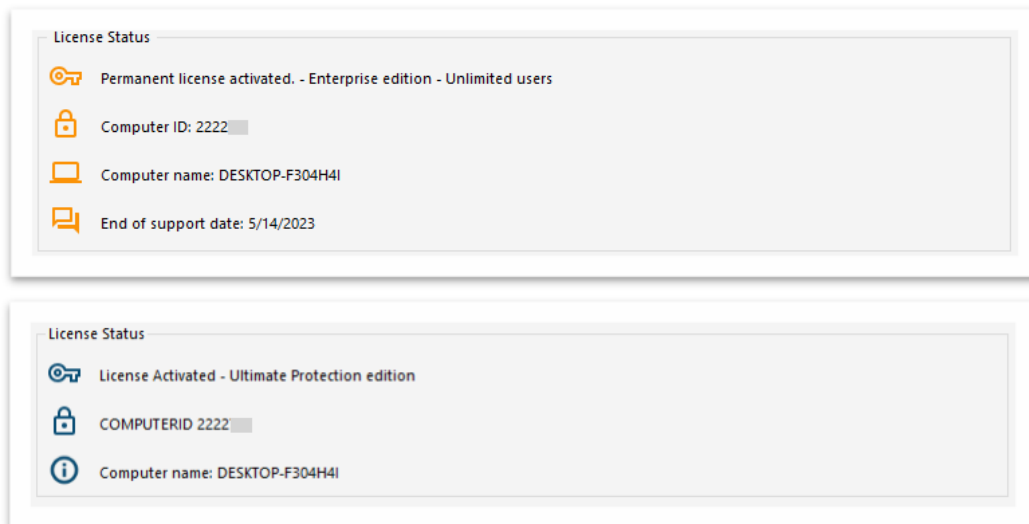 License Status
Permanent license activated. - Enterprise edition - Unlimited users
Computer ID: 2222
Computer name: DESKTOP-F304H4I
End of support date: 5/14/2023
License Status
License Activated - Ultimate Protection edition
COMPUTERID 2222
Computer name: DESKTOP-F304H4I